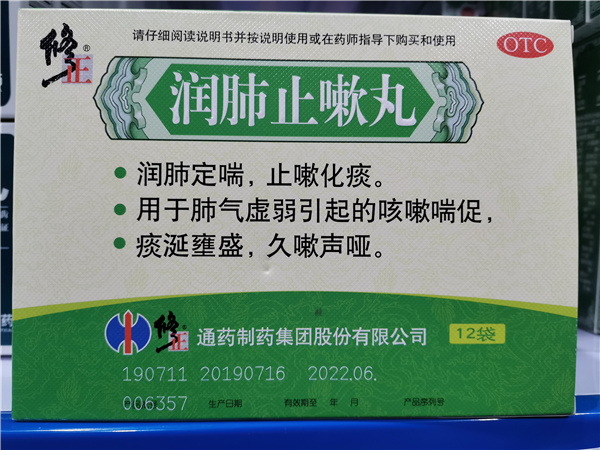 请仔细阅读说明书并按说明使用或在药师指导下购买和使用
OTC
修正®
润肺止嗽丸
• 润肺定喘，止嗽化痰。
• 用于肺气虚弱引起的咳嗽喘促，
• 痰涎壅盛，久嗽声哑。
修正® 通药制药集团股份有限公司 12袋
190711 20190716 2022.06.
006357 生产日期 有效期至 年 月 产品序列号